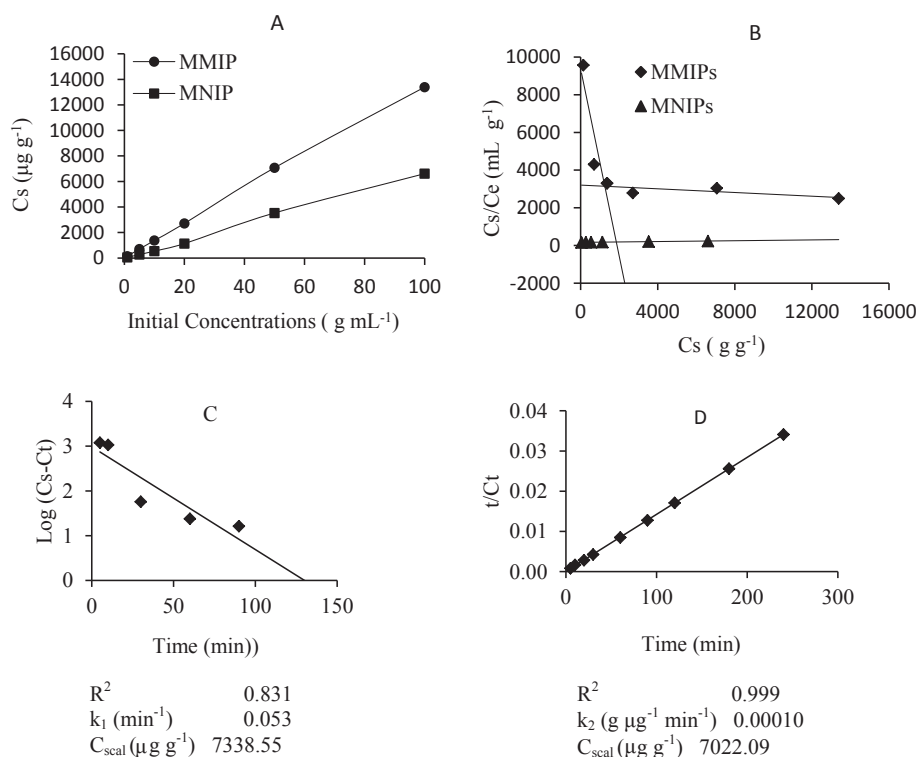 A
16000
14000
12000
10000
8000
6000
4000
2000
0
Cs (μg g-1)
MMIP
MNIP
0 20 40 60 80 100
Initial Concentrations ( g mL-1)
B
10000
8000
6000
4000
2000
0
-2000
Cs/Ce (mL g-1)
MMIPs
MNIPs
0 4000 8000 12000 16000
Cs ( g g-1)
C
4
3
2
1
0
Log (Cs-Ct)
0 50 100 150
Time (min))
R2 0.831
k1 (min-1) 0.053
Cscal (μg g-1) 7338.55
D
0.04
0.03
0.02
0.01
0.00
t/Ct
0 100 200 300
Time (min)
R2 0.999
k2 (g μg-1 min-1) 0.00010
Cscal (μg g-1) 7022.09